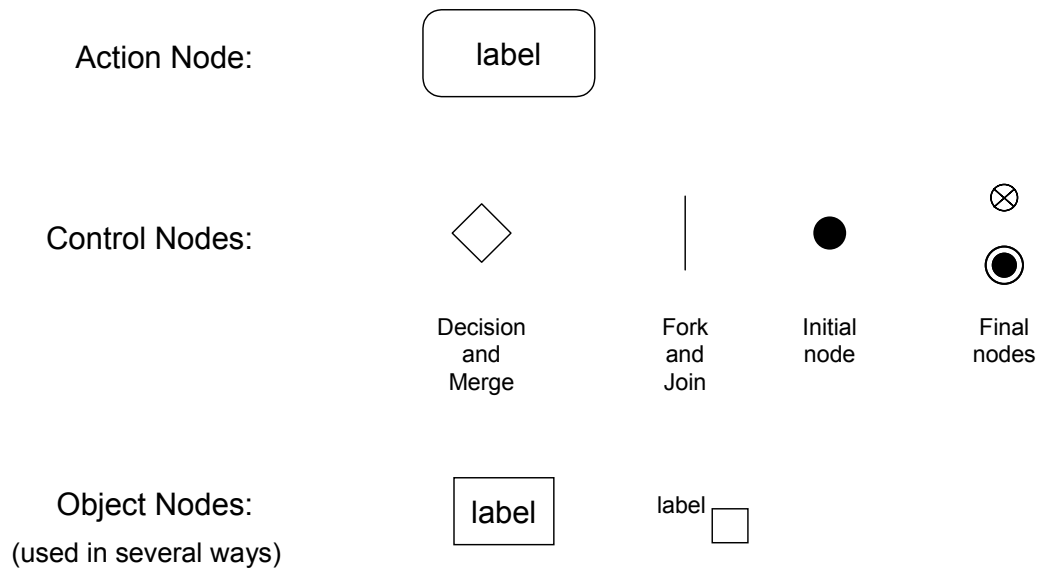 Action Node:
label
Control Nodes:
Decision
and
Merge
Fork
and
Join
Initial
node
Final
nodes
Object Nodes:
(used in several ways)
label
label